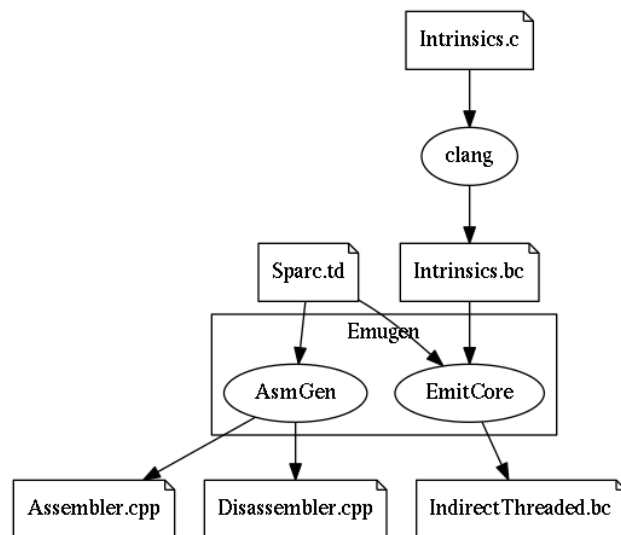 Intrinsics.c
clang
Sparc.td
Intrinsics.bc
Emugen
AsmGen
EmitCore
Assembler.cpp
Disassembler.cpp
IndirectThreaded.bc